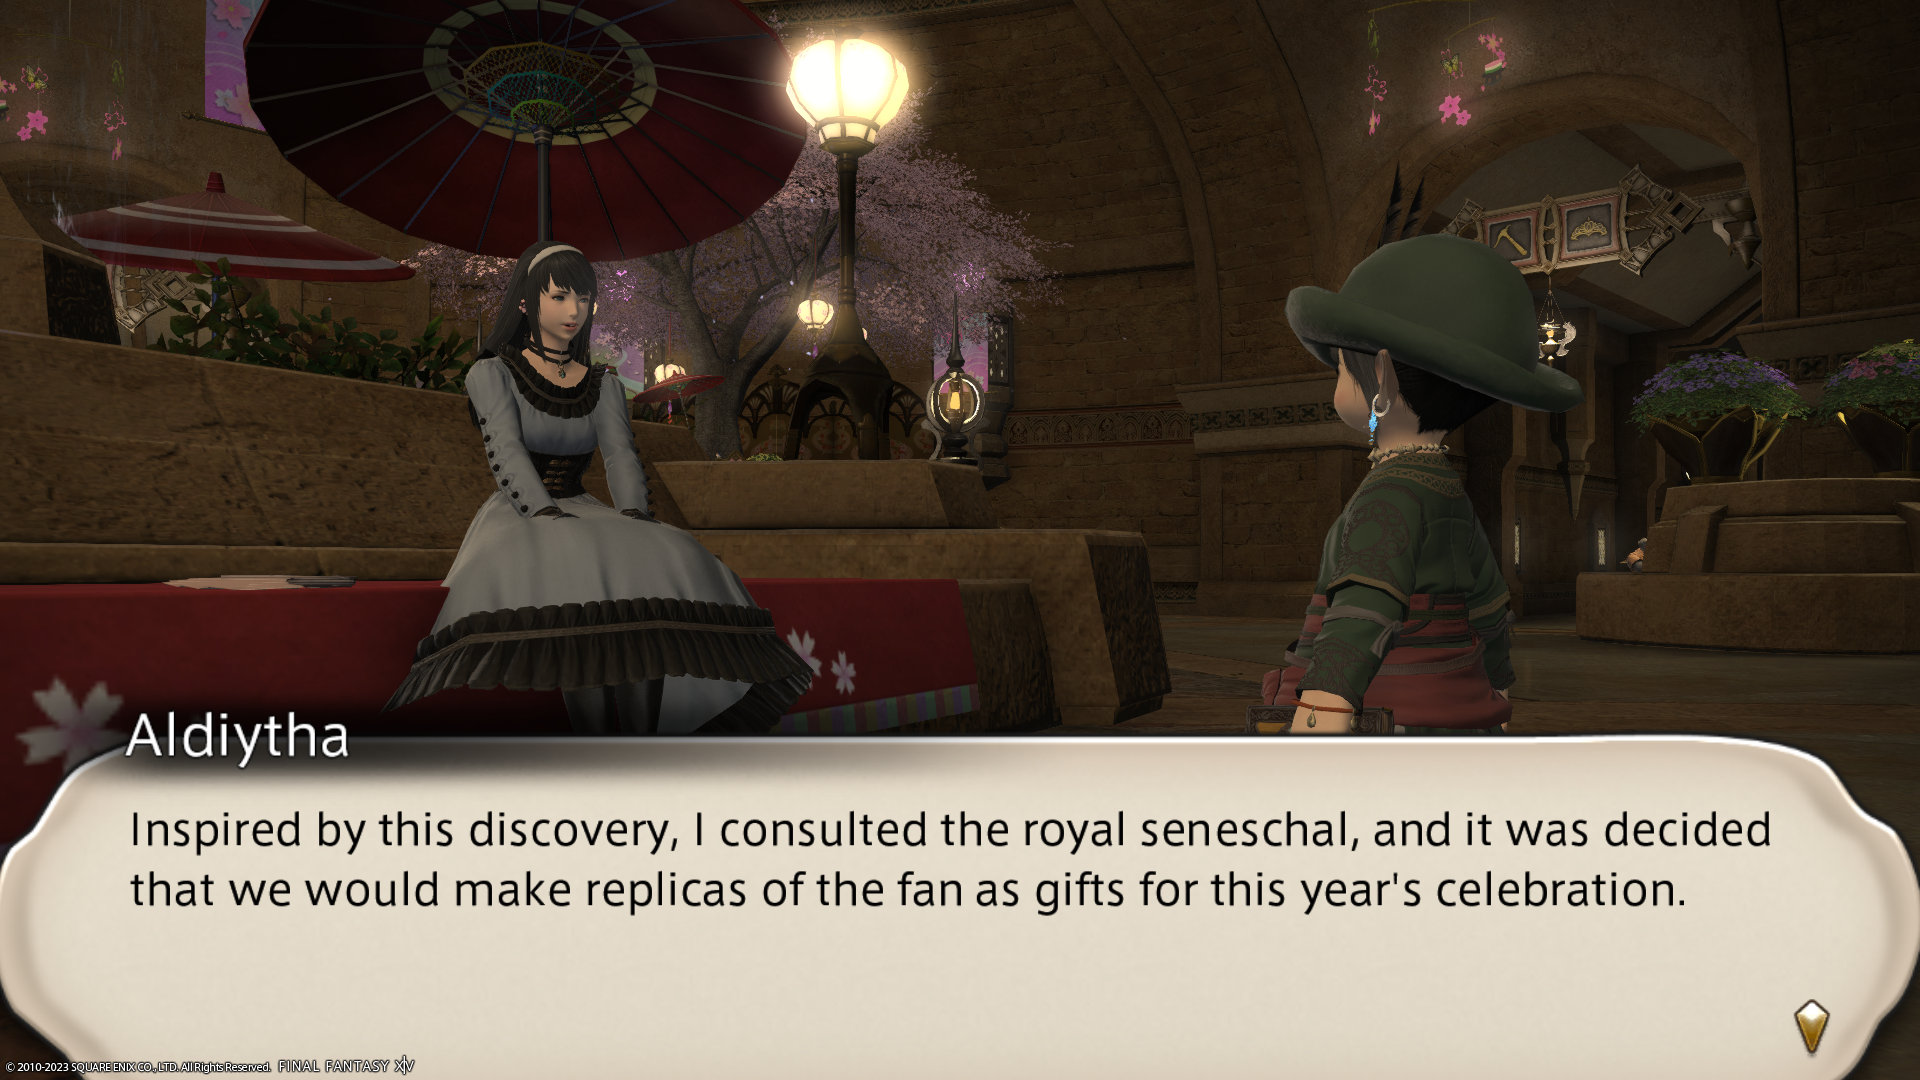 Aldiytha
Inspired by this discovery, I consulted the royal seneschal, and it was decided
that we would make replicas of the fan as gifts for this year's celebration.
© 2010-2023 SQUARE ENIX CO., LTD. All Rights Reserved. FINAL FANTASY XIV